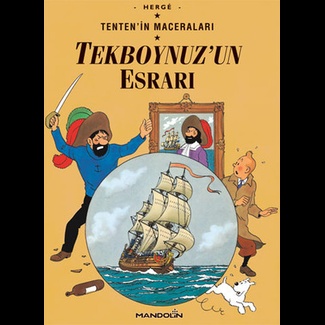 - HERGÉ -
TENTEN'İN MACERALARI
TEKBOYNUZ'UN
ESRARI
MANDOLİN